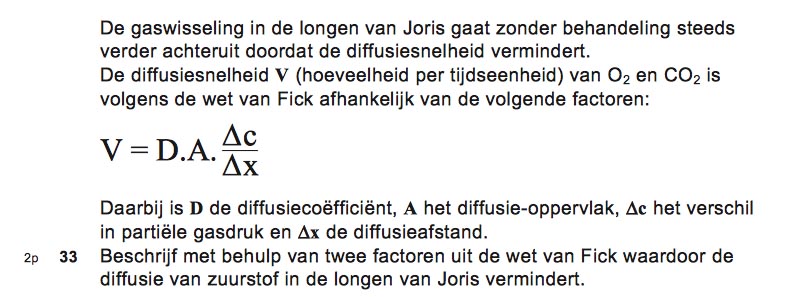 De gaswisseling in de longen van Joris gaat zonder behandeling steeds
verder achteruit doordat de diffusiesnelheid vermindert.
De diffusiesnelheid V (hoeveelheid per tijdseenheid) van O₂ en CO₂ is
volgens de wet van Fick afhankelijk van de volgende factoren:
V = D.A. Δc/Δx
Daarbij is D de diffusiecoëfficiënt, A het diffusie-oppervlak, Δc het verschil
in partiële gasdruk en Δx de diffusieafstand.
2p 33 Beschrijf met behulp van twee factoren uit de wet van Fick waardoor de
diffusie van zuurstof in de longen van Joris vermindert.